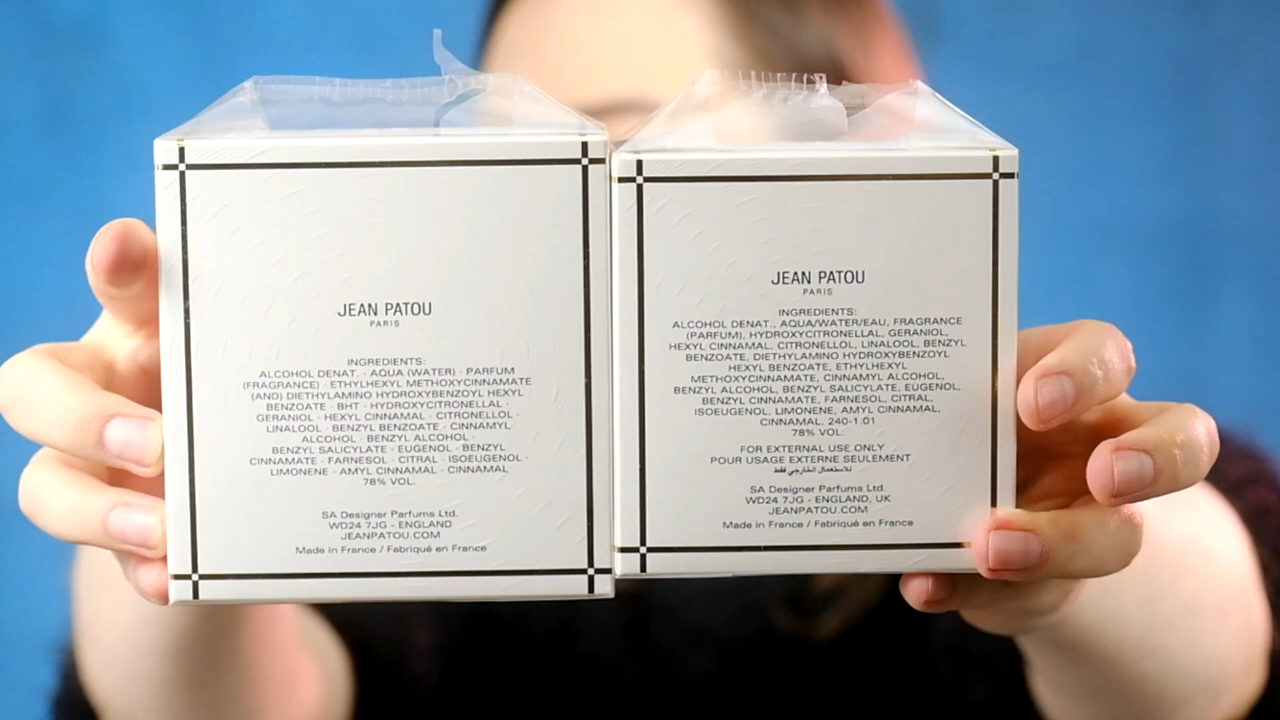 JEAN PATOU
PARIS
INGREDIENTS:
ALCOHOL DENAT. · AQUA (WATER) · PARFUM
(FRAGRANCE) · ETHYLHEXYL METHOXYCINNAMATE
(AND) DIETHYLAMINO HYDROXYBENZOYL HEXYL
BENZOATE · BHT · HYDROXYCITRONELLAL ·
GERANIOL · HEXYL CINNAMAL · CITRONELLOL ·
LINALOOL · BENZYL BENZOATE · CINNAMYL
ALCOHOL · BENZYL ALCOHOL ·
BENZYL SALICYLATE · EUGENOL · BENZYL
CINNAMATE · FARNESOL · CITRAL · ISOEUGENOL ·
LIMONENE · AMYL CINNAMAL · CINNAMAL
78% VOL.
SA Designer Parfums Ltd.
WD24 7JG - ENGLAND
JEANPATOU.COM
Made in France / Fabriqué en France
JEAN PATOU
PARIS
INGREDIENTS:
ALCOHOL DENAT., AQUA/WATER/EAU, FRAGRANCE
(PARFUM), HYDROXYCITRONELLAL, GERANIOL,
HEXYL CINNAMAL, CITRONELLOL, LINALOOL, BENZYL
BENZOATE, DIETHYLAMINO HYDROXYBENZOYL
HEXYL BENZOATE, ETHYLHEXYL
METHOXYCINNAMATE, CINNAMYL ALCOHOL,
BENZYL ALCOHOL, BENZYL SALICYLATE, EUGENOL,
BENZYL CINNAMATE, FARNESOL, CITRAL,
ISOEUGENOL, LIMONENE, AMYL CINNAMAL,
CINNAMAL. 240-1.01
78% VOL.
FOR EXTERNAL USE ONLY
POUR USAGE EXTERNE SEULEMENT
للاستعمال الخارجي فقط
SA Designer Parfums Ltd.
WD24 7JG - ENGLAND, UK
JEANPATOU.COM
Made in France / Fabriqué en France